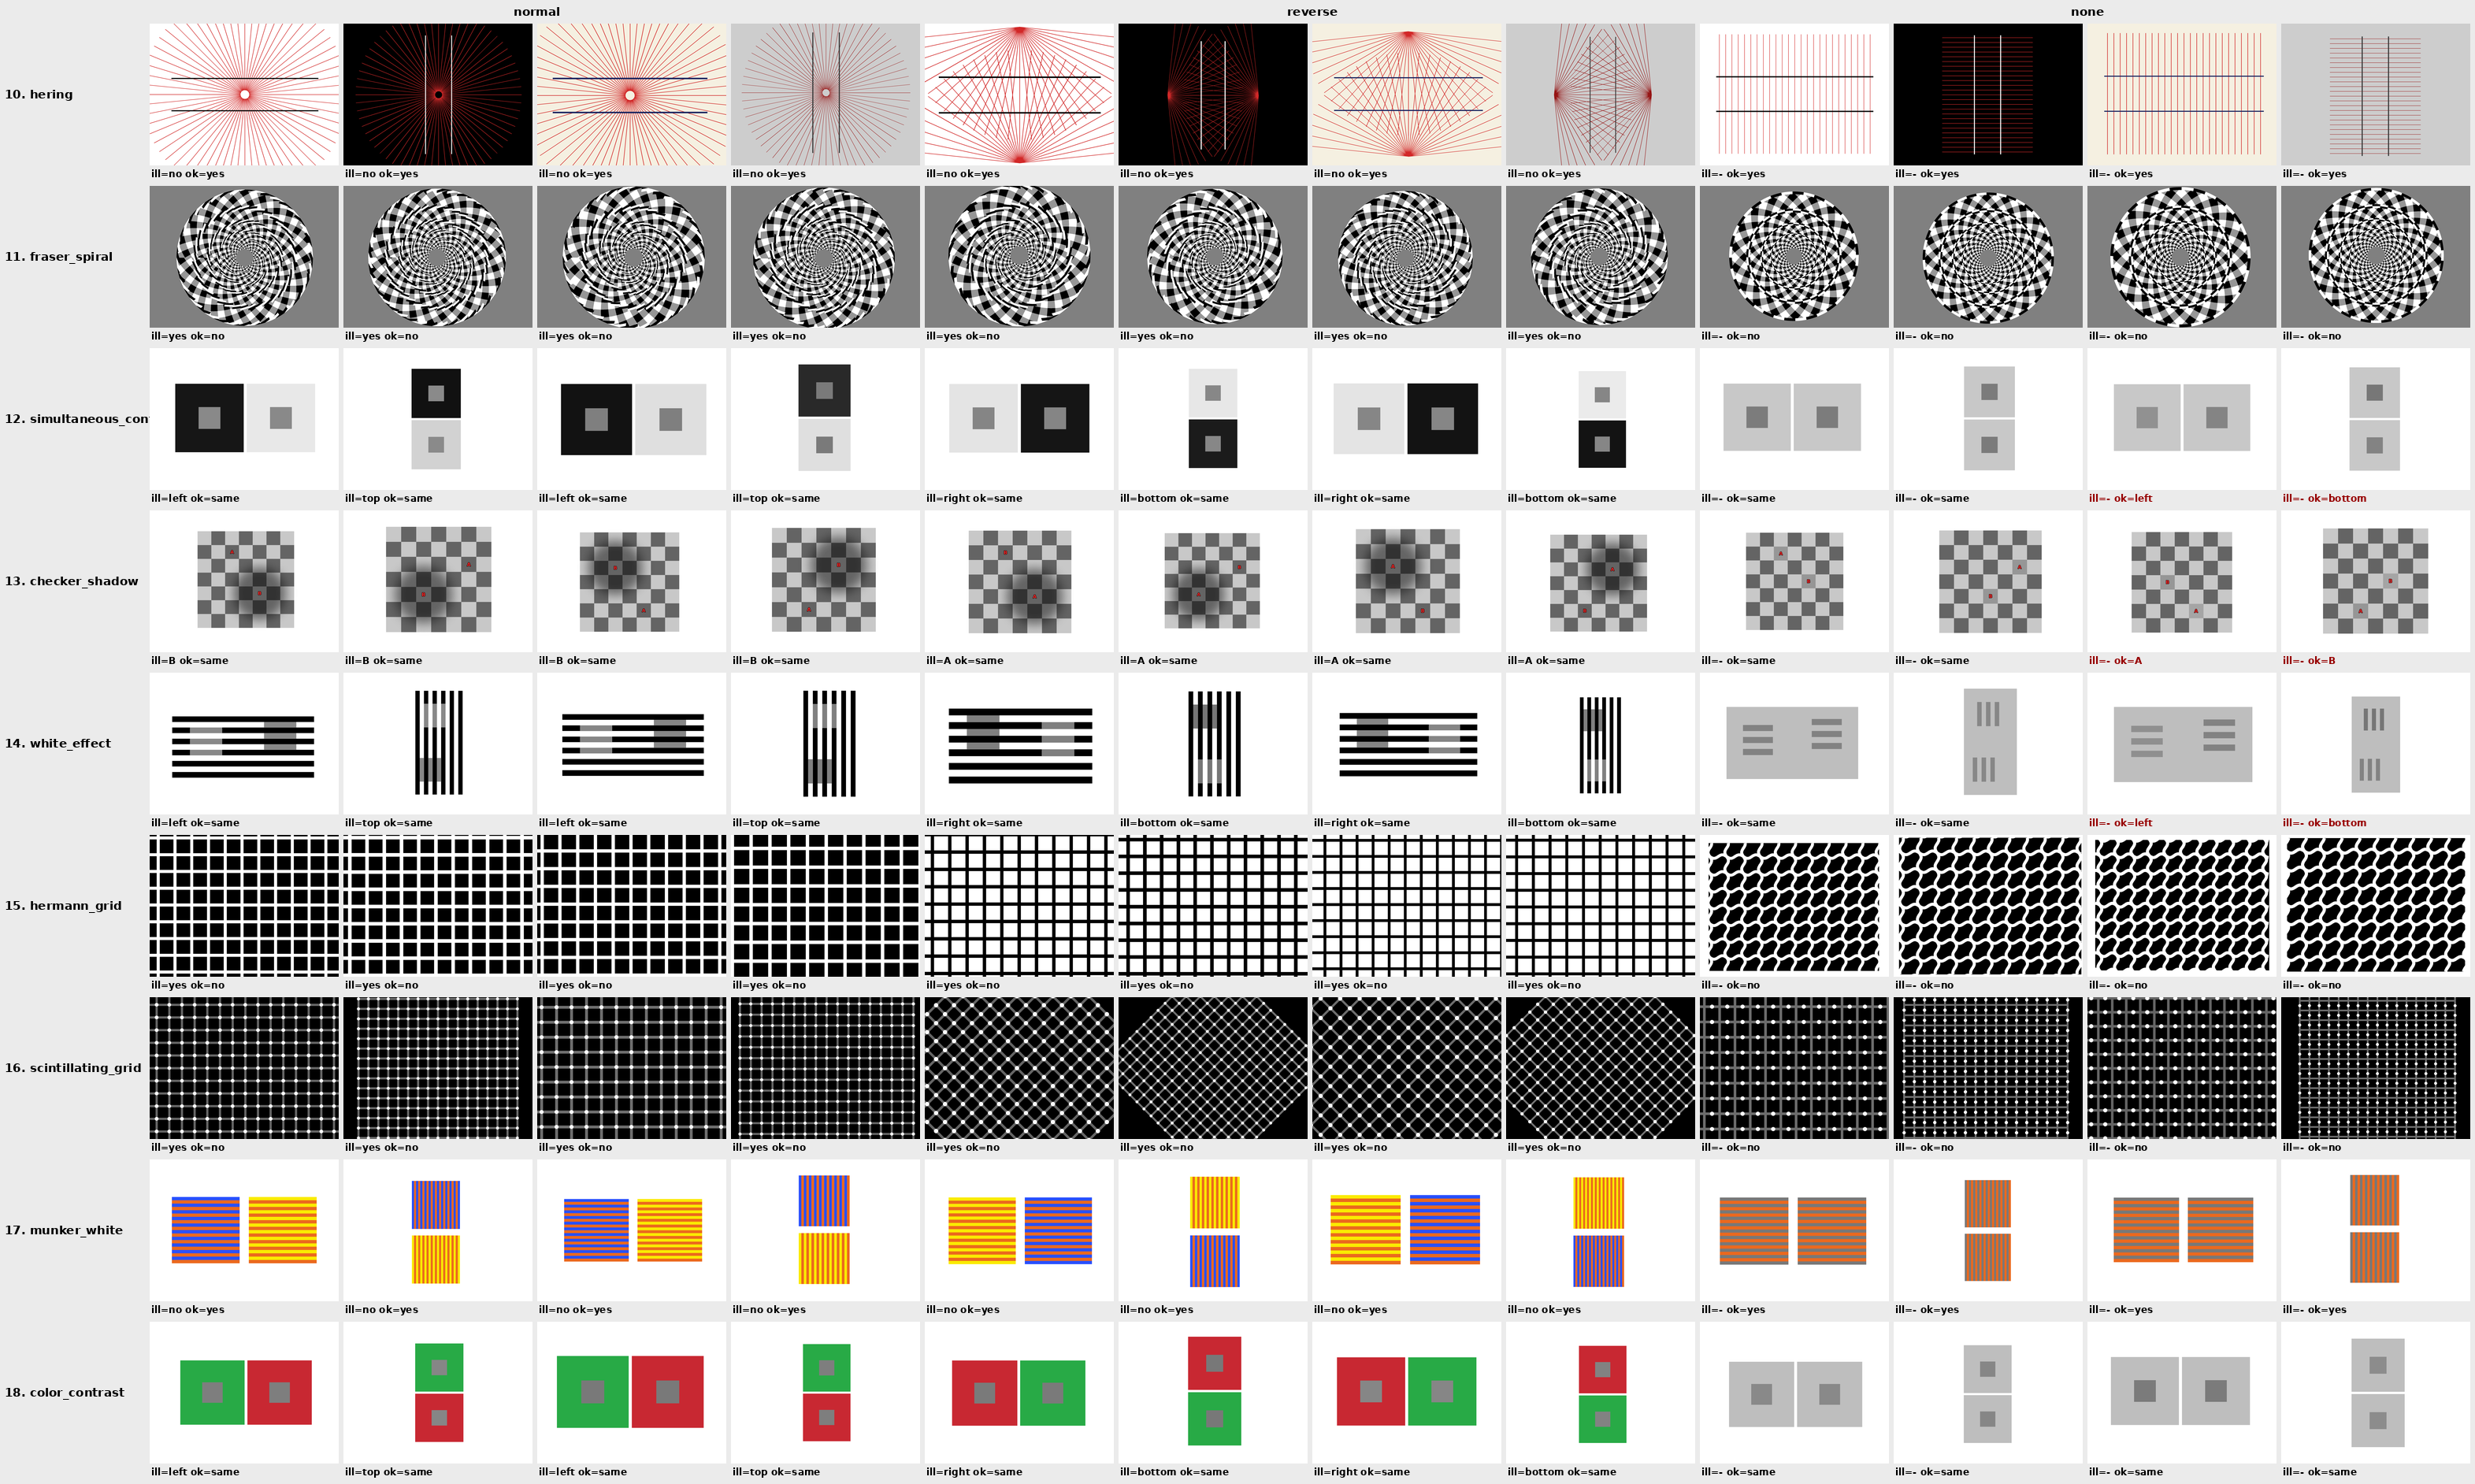 normal reverse none
10. hering
ill=no ok=yes ill=no ok=yes ill=no ok=yes ill=no ok=yes ill=no ok=yes ill=no ok=yes ill=no ok=yes ill=no ok=yes ill=- ok=yes ill=- ok=yes ill=- ok=yes ill=- ok=yes
11. fraser_spiral
ill=yes ok=no ill=yes ok=no ill=yes ok=no ill=yes ok=no ill=yes ok=no ill=yes ok=no ill=yes ok=no ill=yes ok=no ill=- ok=no ill=- ok=no ill=- ok=no ill=- ok=no
12. simultaneous_con
ill=left ok=same ill=top ok=same ill=left ok=same ill=top ok=same ill=right ok=same ill=bottom ok=same ill=right ok=same ill=bottom ok=same ill=- ok=same ill=- ok=same ill=- ok=left ill=- ok=bottom
13. checker_shadow
A B A B B A B A B A B A A B A B A B A B B A B A
ill=B ok=same ill=B ok=same ill=B ok=same ill=B ok=same ill=A ok=same ill=A ok=same ill=A ok=same ill=A ok=same ill=- ok=same ill=- ok=same ill=- ok=A ill=- ok=B
14. white_effect
ill=left ok=same ill=top ok=same ill=left ok=same ill=top ok=same ill=right ok=same ill=bottom ok=same ill=right ok=same ill=bottom ok=same ill=- ok=same ill=- ok=same ill=- ok=left ill=- ok=bottom
15. hermann_grid
ill=yes ok=no ill=yes ok=no ill=yes ok=no ill=yes ok=no ill=yes ok=no ill=yes ok=no ill=yes ok=no ill=yes ok=no ill=- ok=no ill=- ok=no ill=- ok=no ill=- ok=no
16. scintillating_grid
ill=yes ok=no ill=yes ok=no ill=yes ok=no ill=yes ok=no ill=yes ok=no ill=yes ok=no ill=yes ok=no ill=yes ok=no ill=- ok=no ill=- ok=no ill=- ok=no ill=- ok=no
17. munker_white
ill=no ok=yes ill=no ok=yes ill=no ok=yes ill=no ok=yes ill=no ok=yes ill=no ok=yes ill=no ok=yes ill=no ok=yes ill=- ok=yes ill=- ok=yes ill=- ok=yes ill=- ok=yes
18. color_contrast
ill=left ok=same ill=top ok=same ill=left ok=same ill=top ok=same ill=right ok=same ill=bottom ok=same ill=right ok=same ill=bottom ok=same ill=- ok=same ill=- ok=same ill=- ok=same ill=- ok=same